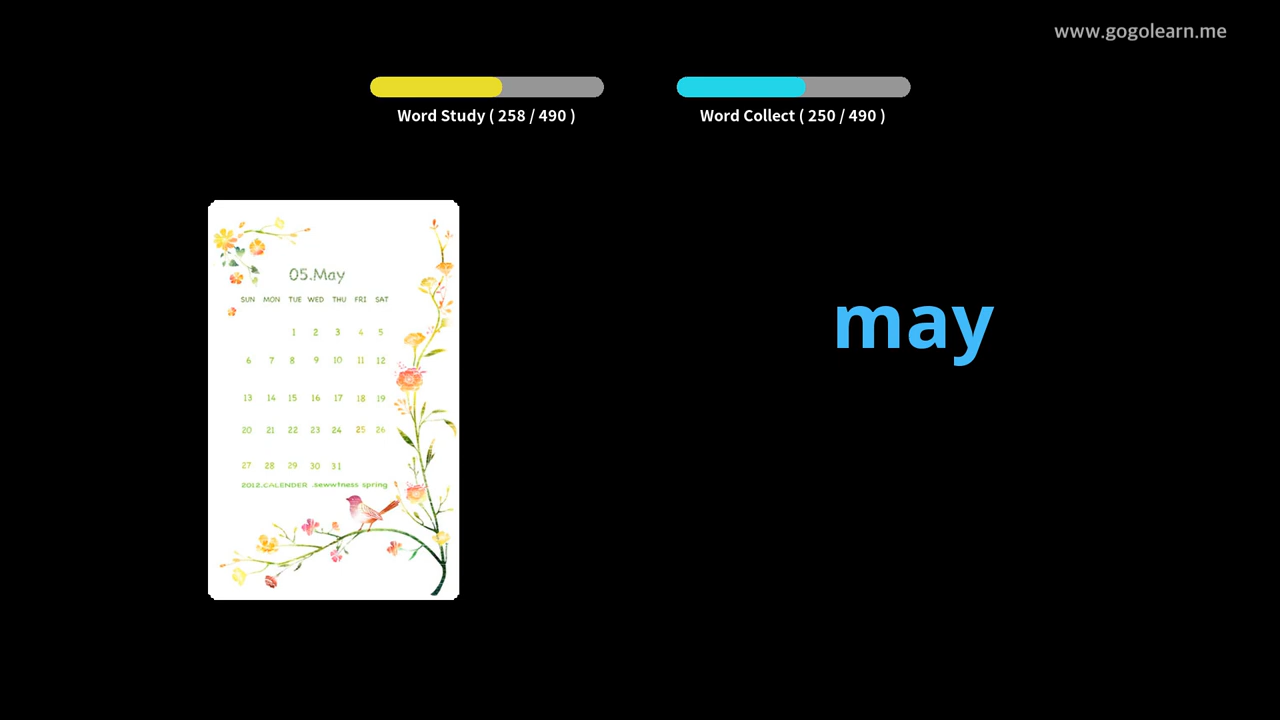 www.gogolearn.me
Word Study ( 258 / 490 )
Word Collect ( 250 / 490 )
05.May
SUN MON TUE WED THU FRI SAT
1 2 3 4 5
6 7 8 9 10 11 12
13 14 15 16 17 18 19
20 21 22 23 24 25 26
27 28 29 30 31
2012.CALENDER .sewwtness spring
may